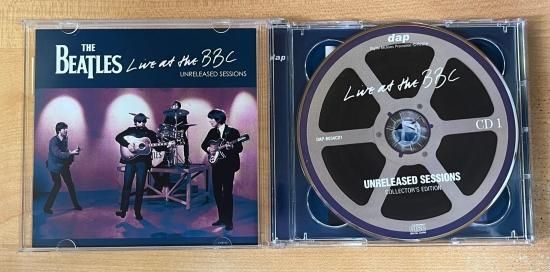 THE
BEATLES
Live at the BBC
UNRELEASED SESSIONS
dap
dap
Live at the BBC
CD 1
UNRELEASED SESSIONS
COLLECTOR'S EDITION